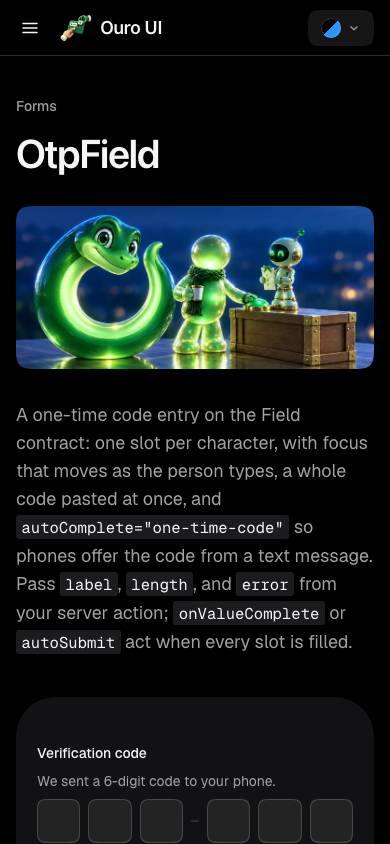 Ouro UI
Forms
OtpField
A one-time code entry on the Field
contract: one slot per character, with focus
that moves as the person types, a whole
code pasted at once, and
autoComplete="one-time-code" so
phones offer the code from a text message.
Pass label, length, and error from
your server action; onValueComplete or
autoSubmit act when every slot is filled.
Verification code
We sent a 6-digit code to your phone.
–